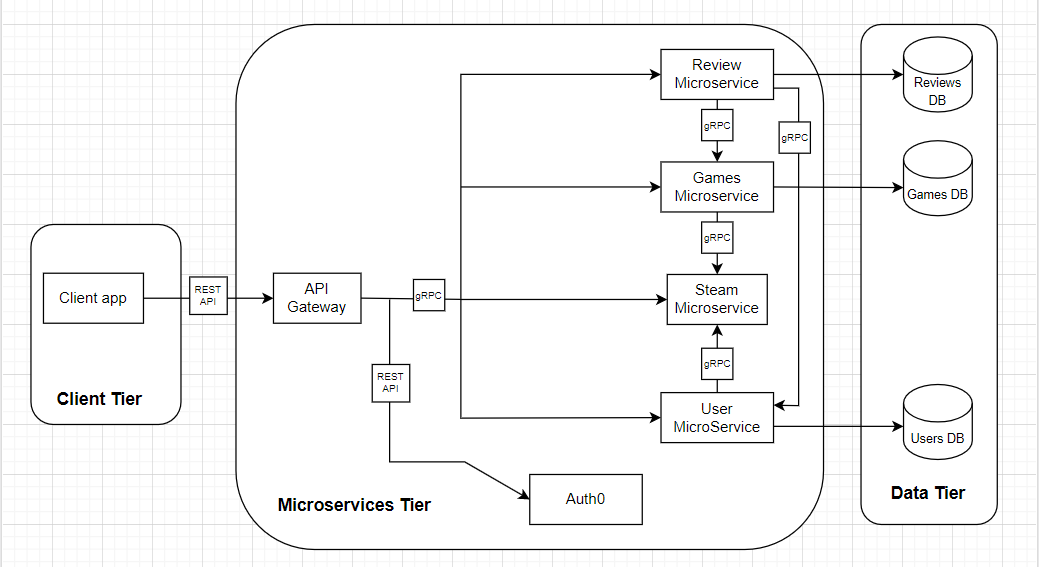 Review
Microservice
Reviews
DB
gRPC
gRPC
Games
Microservice
Games DB
gRPC
Client app
REST
API
API
Gateway
gRPC
Steam
Microservice
gRPC
REST
API
Client Tier
User
MicroService
Users DB
Microservices Tier
Auth0
Data Tier